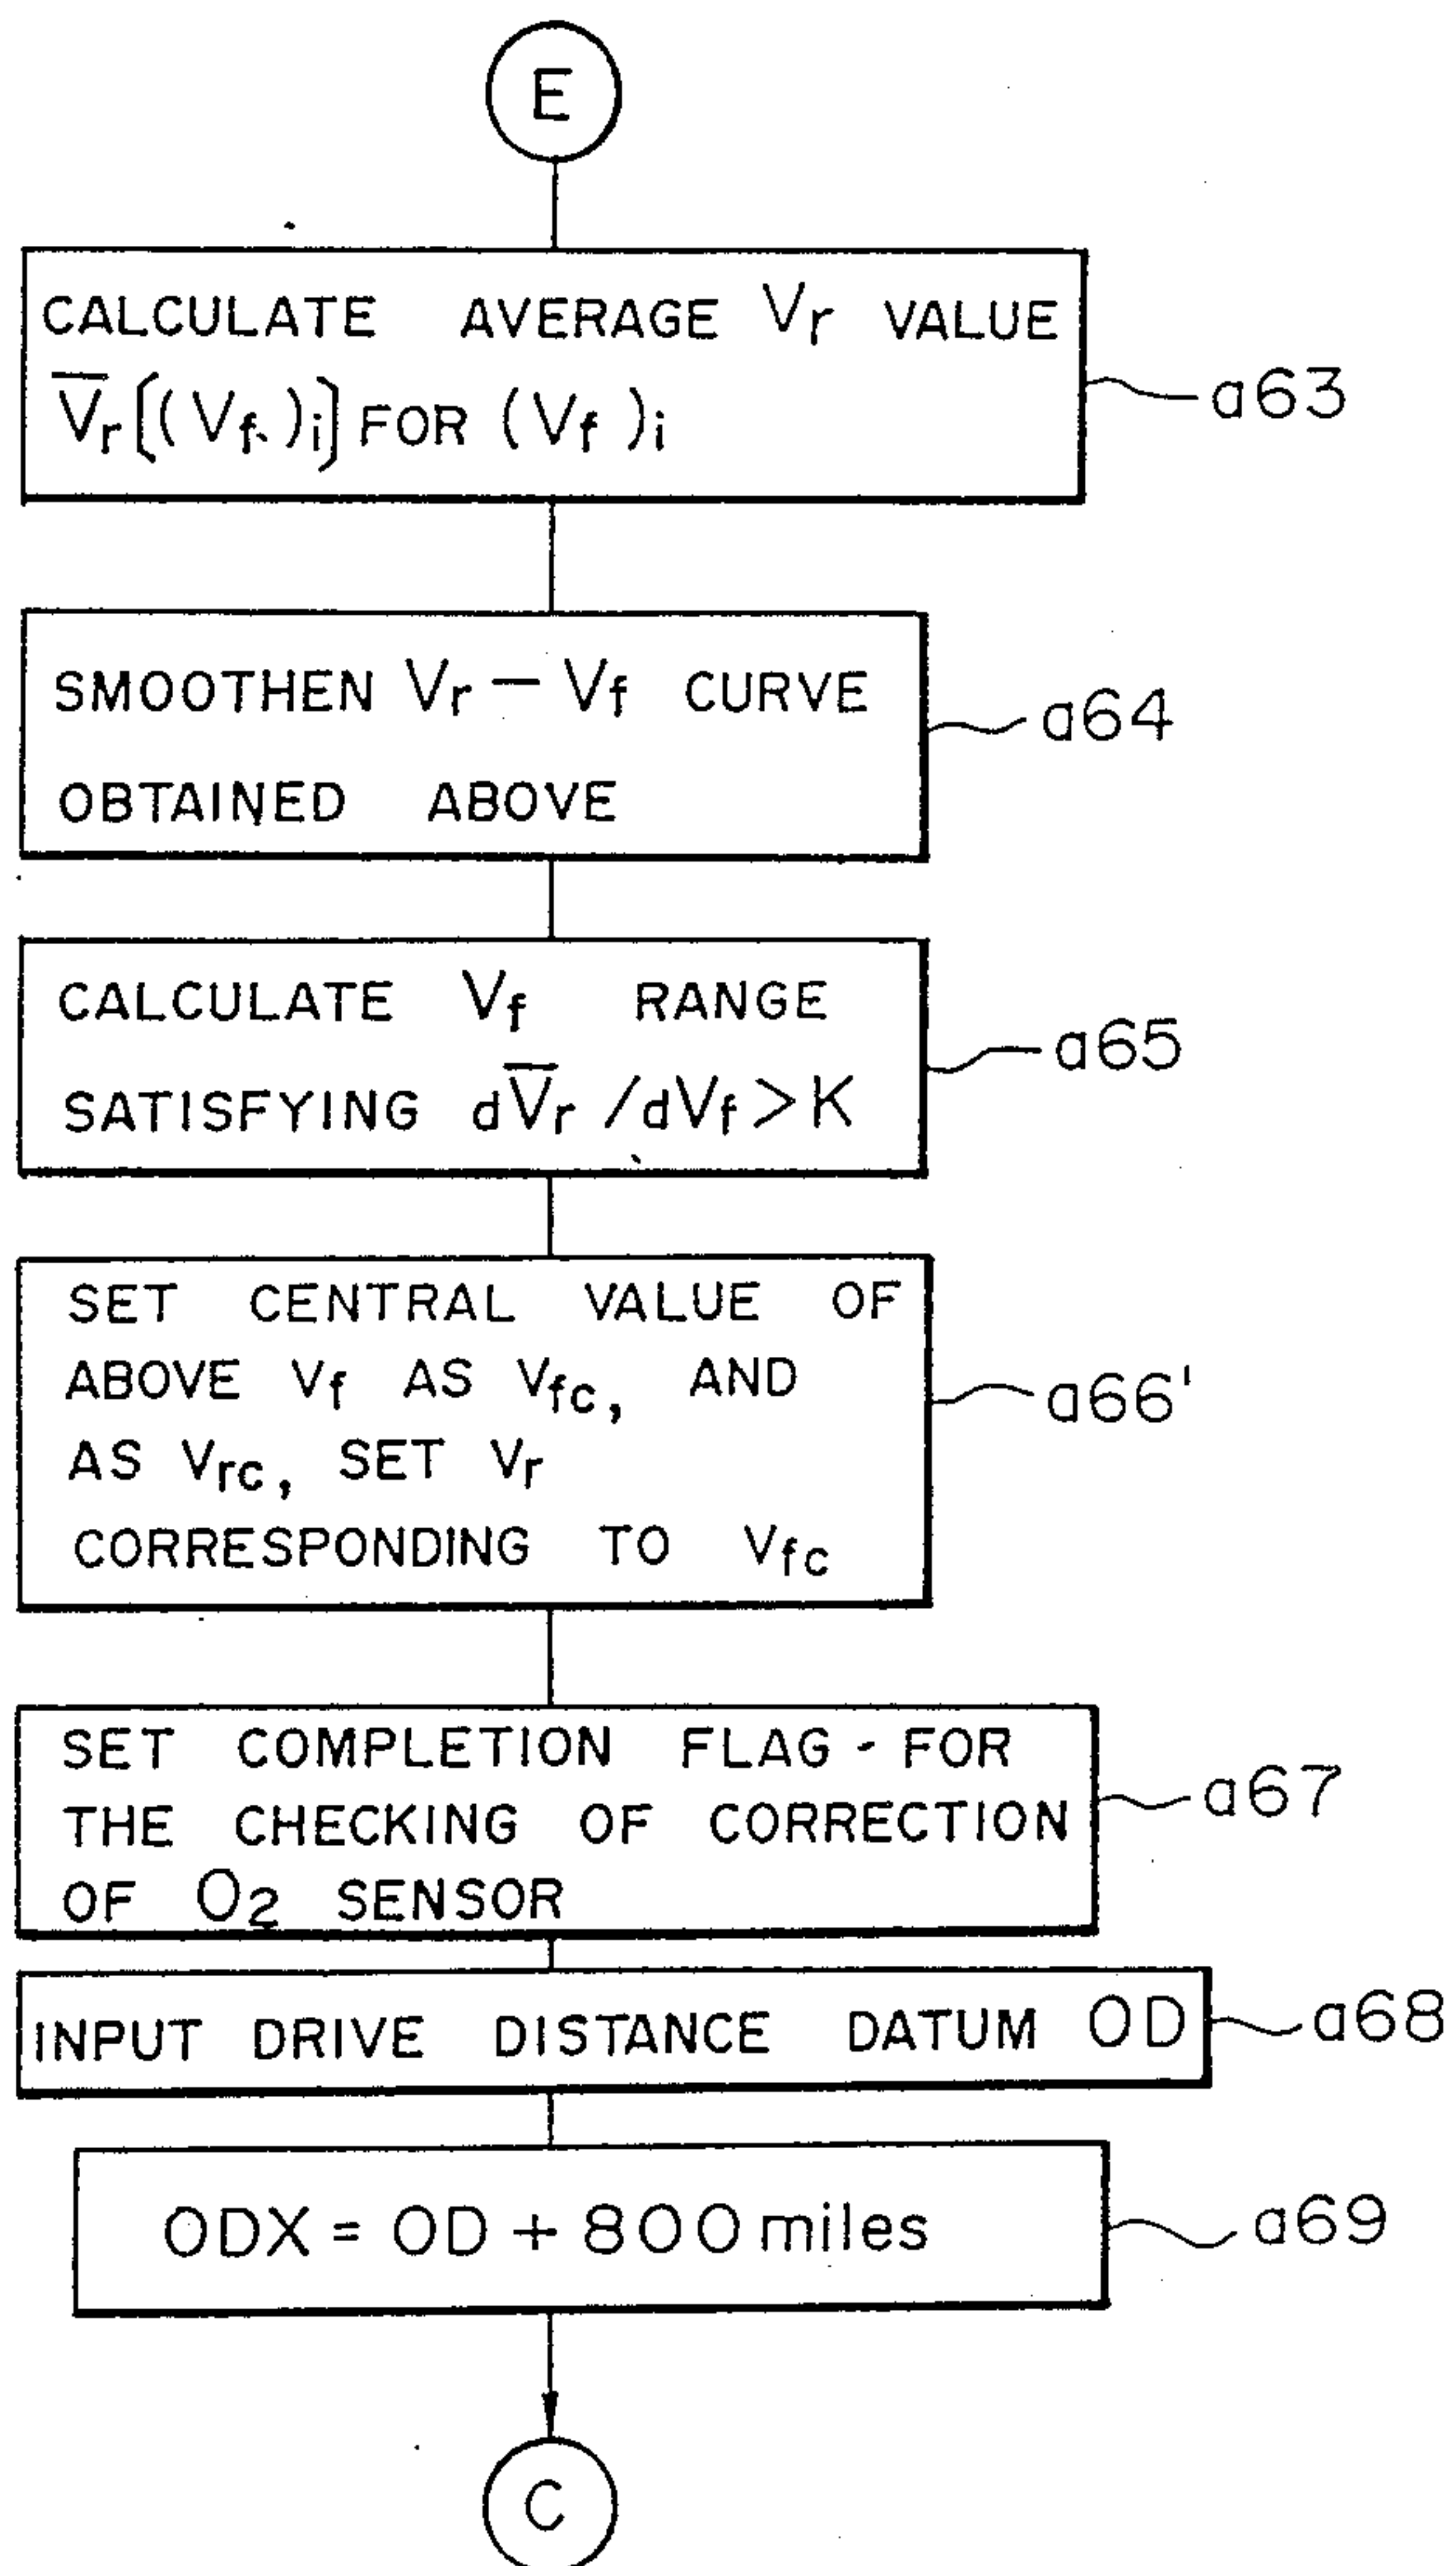 E
CALCULATE AVERAGE Vr VALUE
V̅r[(Vf)i] FOR (Vf)i
a63
SMOOTHEN Vr – Vf CURVE
OBTAINED ABOVE
a64
CALCULATE Vf RANGE
SATISFYING dV̅r/dVf > K
a65
SET CENTRAL VALUE OF
ABOVE Vf AS Vfc, AND
AS Vrc, SET Vr
CORRESPONDING TO Vfc
a66'
SET COMPLETION FLAG - FOR
THE CHECKING OF CORRECTION
OF O2 SENSOR
a67
INPUT DRIVE DISTANCE DATUM OD
a68
ODX = OD + 800 miles
a69
C